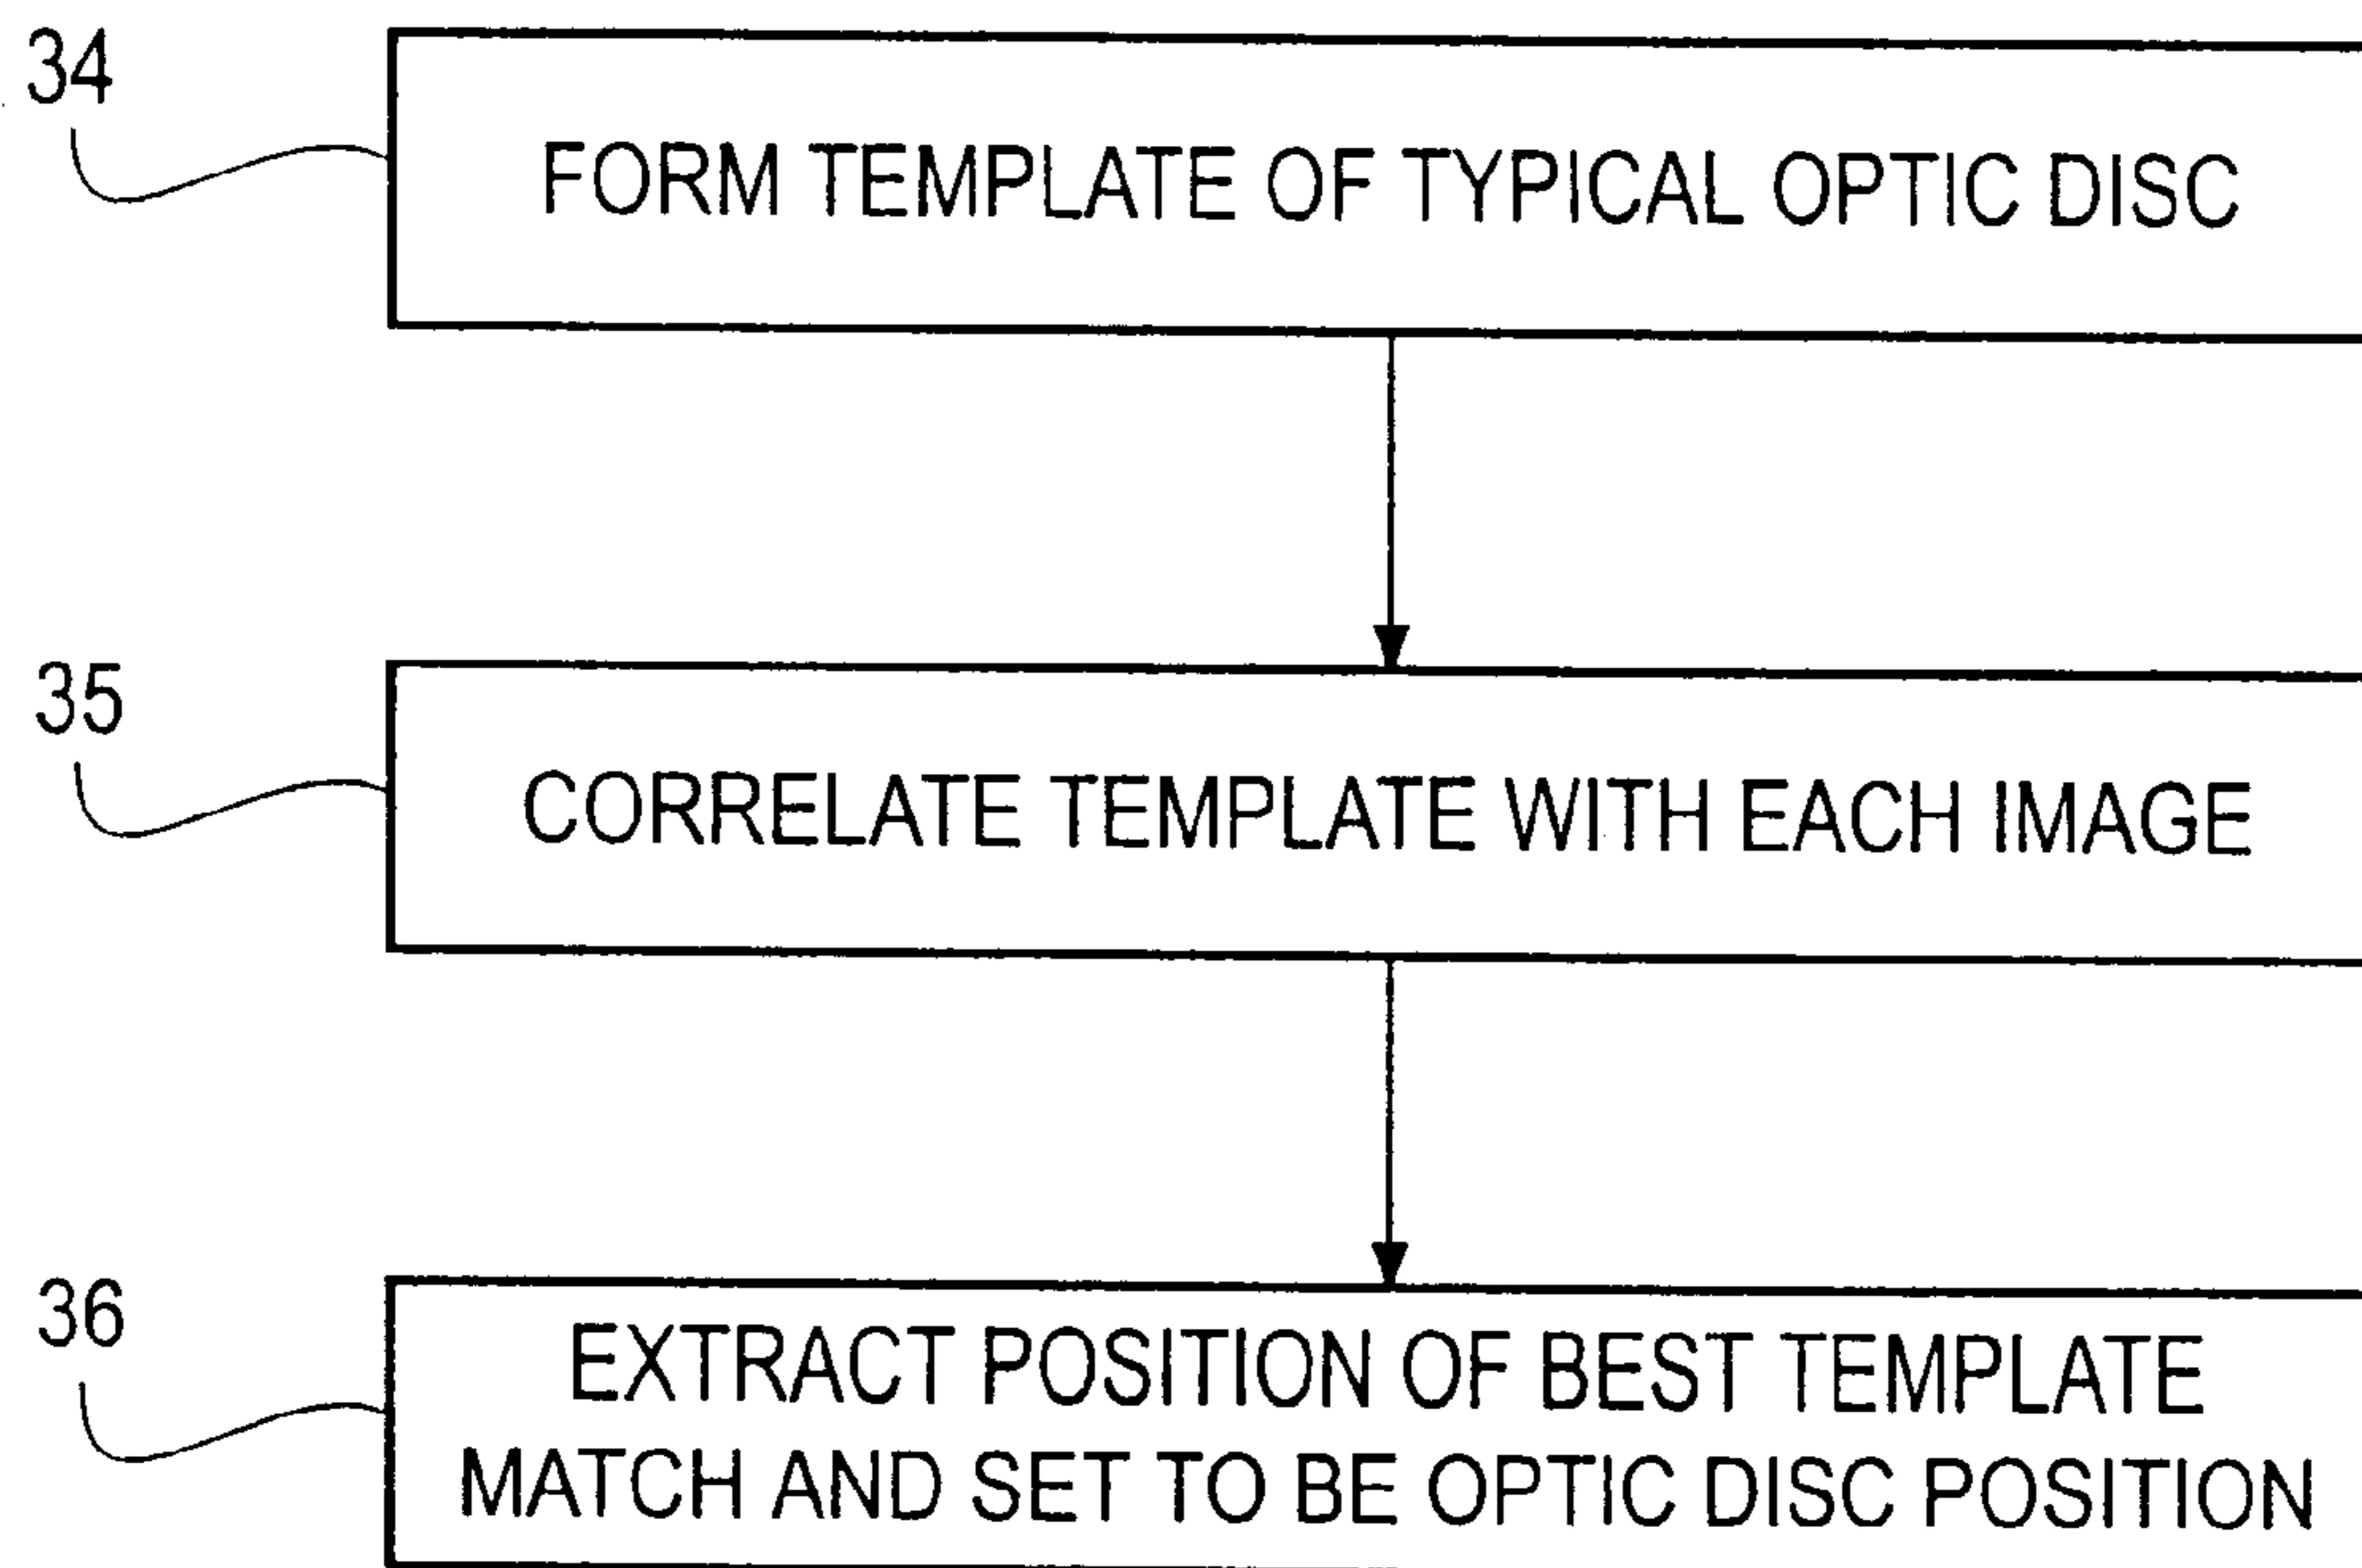 34
FORM TEMPLATE OF TYPICAL OPTIC DISC
35
CORRELATE TEMPLATE WITH EACH IMAGE
36
EXTRACT POSITION OF BEST TEMPLATE
MATCH AND SET TO BE OPTIC DISC POSITION